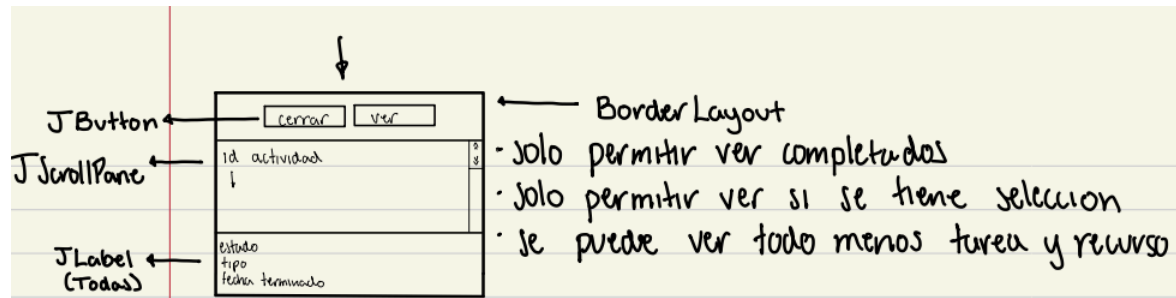 cerrar ver
JButton
BorderLayout
id actividad
JScrollPane
· solo permitir ver completados
· solo permitir ver si se tiene seleccion
· se puede ver todo menos tarea y recurso
estado
tipo
fecha terminado
JLabel
(Todas)